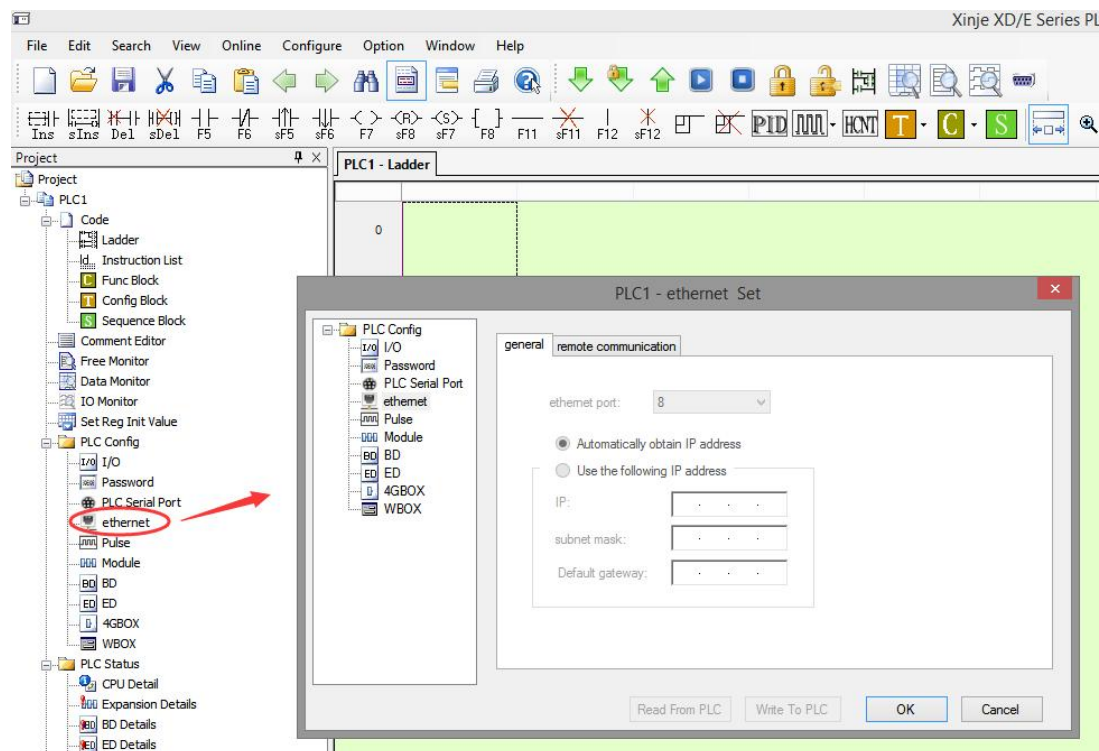 Xinje XD/E Series PL
File Edit Search View Online Configure Option Window Help
Ins sIns Del sDel F5 F6 sF5 sF6 F7 sF8 sF7 F8 F11 sF11 F12 sF12 PID HCNT T C S
Project
PLC1 - Ladder
Project
PLC1
Code
Ladder
Instruction List
C Func Block
T Config Block
S Sequence Block
Comment Editor
Free Monitor
Data Monitor
IO Monitor
Set Reg Init Value
PLC Config
I/O I/O
Password
PLC Serial Port
ethernet
Pulse
Module
BD BD
ED ED
4GBOX
WBOX
PLC Status
CPU Detail
Expansion Details
BD BD Details
ED ED Details
0
PLC1 - ethernet Set
PLC Config
I/O I/O
Password
PLC Serial Port
ethernet
Pulse
Module
BD BD
ED ED
4GBOX
WBOX
general remote communication
ethernet port: 8
Automatically obtain IP address
Use the following IP address
IP: . . .
subnet mask: . . .
Default gateway: . . .
Read From PLC Write To PLC OK Cancel